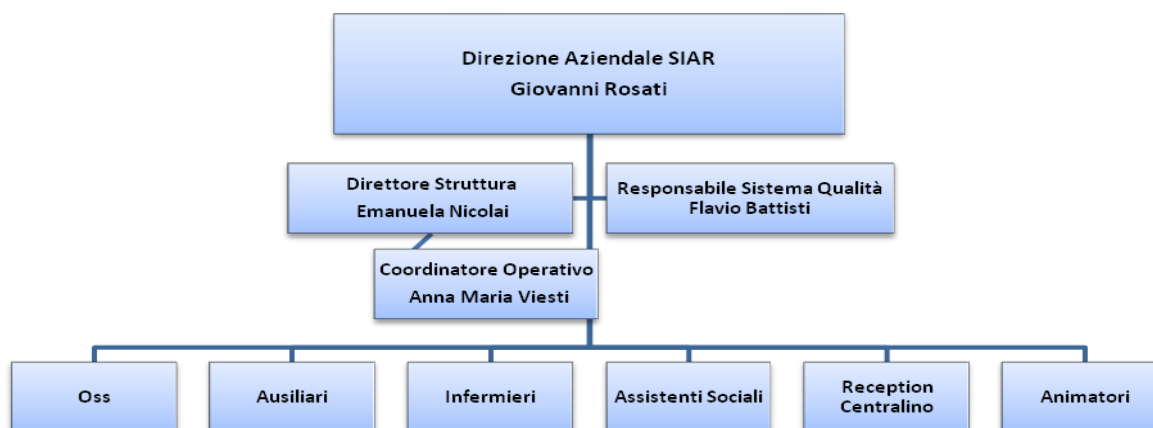 Direzione Aziendale SIAR
Giovanni Rosati
Direttore Struttura
Emanuela Nicolai
Responsabile Sistema Qualità
Flavio Battisti
Coordinatore Operativo
Anna Maria Viesti
Oss
Ausiliari
Infermieri
Assistenti Sociali
Reception
Centralino
Animatori